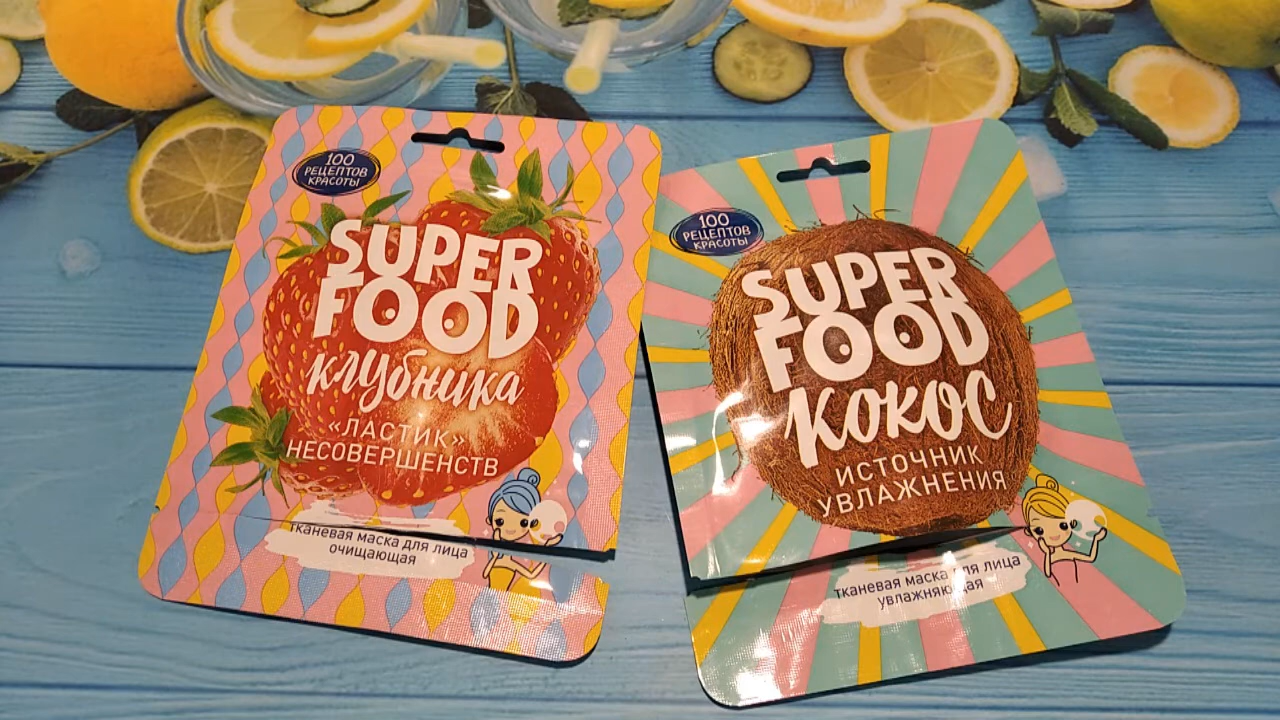 100
РЕЦЕПТОВ
КРАСОТЫ
SUPER
FOOD
клубника
«ЛАСТИК»
НЕСОВЕРШЕНСТВ
тканевая маска для лица
очищающая
100
РЕЦЕПТОВ
КРАСОТЫ
SUPER
FOOD
кокос
ИСТОЧНИК
УВЛАЖНЕНИЯ
тканевая маска для лица
увлажняющая